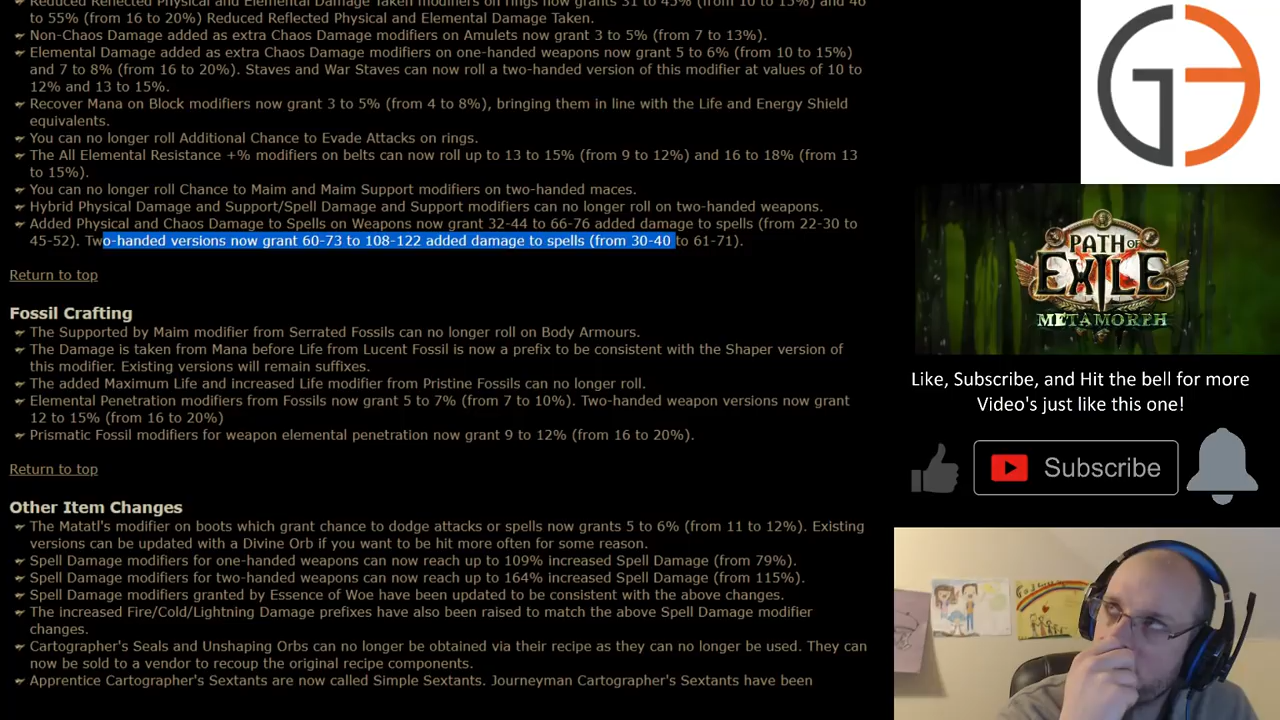 Reduced Reflected Physical and Elemental Damage Taken modifiers on rings now grants 31 to 45% (from 10 to 15%) and 46
to 55% (from 16 to 20%) Reduced Reflected Physical and Elemental Damage Taken.
Non-Chaos Damage added as extra Chaos Damage modifiers on Amulets now grant 3 to 5% (from 7 to 13%).
Elemental Damage added as extra Chaos Damage modifiers on one-handed weapons now grant 5 to 6% (from 10 to 15%)
and 7 to 8% (from 16 to 20%). Staves and War Staves can now roll a two-handed version of this modifier at values of 10 to
12% and 13 to 15%.
Recover Mana on Block modifiers now grant 3 to 5% (from 4 to 8%), bringing them in line with the Life and Energy Shield
equivalents.
You can no longer roll Additional Chance to Evade Attacks on rings.
The All Elemental Resistance +% modifiers on belts can now roll up to 13 to 15% (from 9 to 12%) and 16 to 18% (from 13
to 15%).
You can no longer roll Chance to Maim and Maim Support modifiers on two-handed maces.
Hybrid Physical Damage and Support/Spell Damage and Support modifiers can no longer roll on two-handed weapons.
Added Physical and Chaos Damage to Spells on Weapons now grant 32-44 to 66-76 added damage to spells (from 22-30 to
45-52). Two-handed versions now grant 60-73 to 108-122 added damage to spells (from 30-40 to 61-71).
Return to top
Fossil Crafting
The Supported by Maim modifier from Serrated Fossils can no longer roll on Body Armours.
The Damage is taken from Mana before Life from Lucent Fossil is now a prefix to be consistent with the Shaper version of
this modifier. Existing versions will remain suffixes.
The added Maximum Life and increased Life modifier from Pristine Fossils can no longer roll.
Elemental Penetration modifiers from Fossils now grant 5 to 7% (from 7 to 10%). Two-handed weapon versions now grant
12 to 15% (from 16 to 20%)
Prismatic Fossil modifiers for weapon elemental penetration now grant 9 to 12% (from 16 to 20%).
Return to top
Other Item Changes
The Matatl's modifier on boots which grant chance to dodge attacks or spells now grants 5 to 6% (from 11 to 12%). Existing
versions can be updated with a Divine Orb if you want to be hit more often for some reason.
Spell Damage modifiers for one-handed weapons can now reach up to 109% increased Spell Damage (from 79%).
Spell Damage modifiers for two-handed weapons can now reach up to 164% increased Spell Damage (from 115%).
Spell Damage modifiers granted by Essence of Woe have been updated to be consistent with the above changes.
The increased Fire/Cold/Lightning Damage prefixes have also been raised to match the above Spell Damage modifier
changes.
Cartographer's Seals and Unshaping Orbs can no longer be obtained via their recipe as they can no longer be used. They can
now be sold to a vendor to recoup the original recipe components.
Apprentice Cartographer's Sextants are now called Simple Sextants. Journeyman Cartographer's Sextants have been
PATH OF
EXILE
METAMORPH
Like, Subscribe, and Hit the bell for more
Video's just like this one!
Subscribe